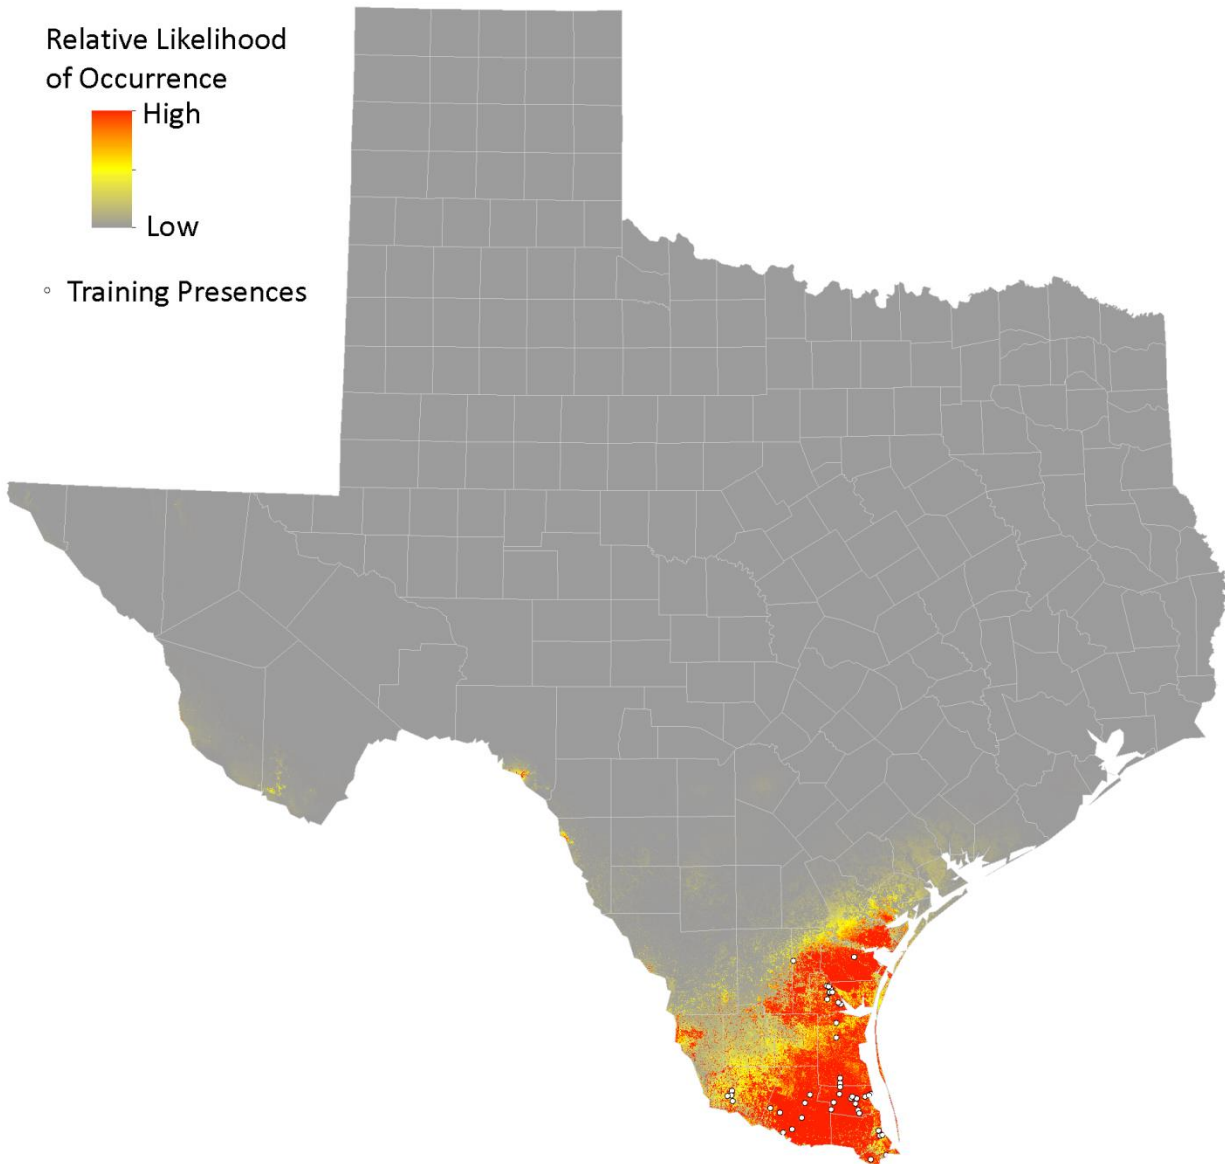 Relative Likelihood
of Occurrence
High
Low
Training Presences